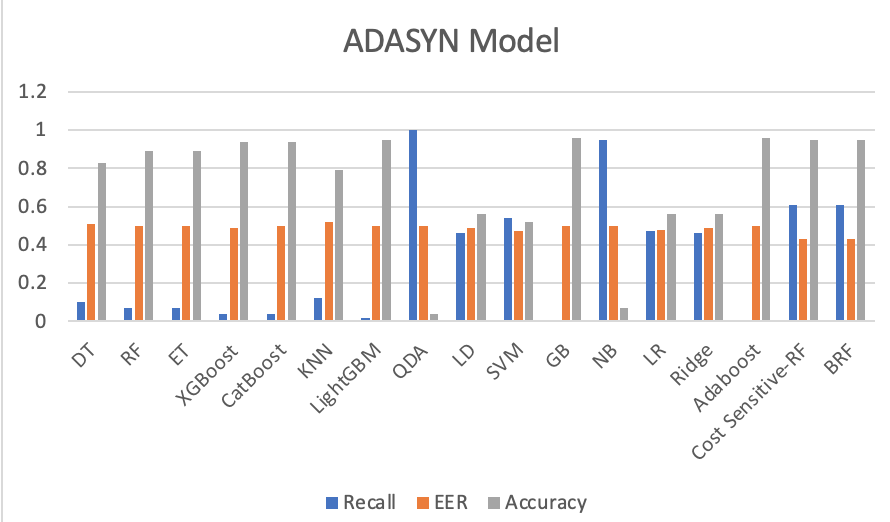 ADASYN Model
1.2
1
0.8
0.6
0.4
0.2
0
DT
RF
ET
XGBoost
CatBoost
KNN
LightGBM
QDA
LD
SVM
GB
NB
LR
Ridge
Adaboost
Cost Sensitive-RF
BRF
Recall EER Accuracy